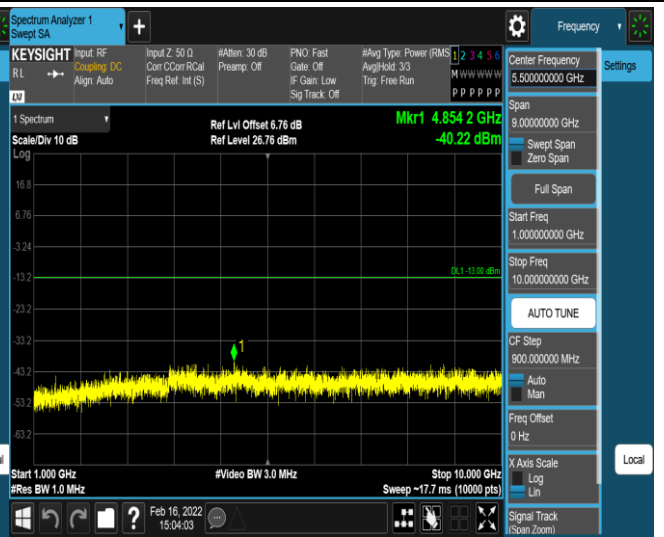 Spectrum Analyzer 1
Swept SA
+
Frequency
KEYSIGHT
RL
Input: RF
Coupling: DC
Align: Auto
Input Z: 50 Ω
Corr CCorr RCal
Freq Ref: Int (S)
#Atten: 30 dB
Preamp: Off
PNO: Fast
Gate: Off
IF Gain: Low
Sig Track: Off
#Avg Type: Power (RMS
Avg|Hold: 3/3
Trig: Free Run
1 2 3 4 5 6
M W W W W W
P P P P P P
LXI
1 Spectrum
Scale/Div 10 dB
Log
Ref Lvl Offset 6.76 dB
Ref Level 26.76 dBm
Mkr1 4.854 2 GHz
-40.22 dBm
16.8
6.76
-3.24
-13.2
-23.2
-33.2
-43.2
-53.2
-63.2
DL1 -13.00 dBm
1
Start 1.000 GHz
#Res BW 1.0 MHz
#Video BW 3.0 MHz
Stop 10.000 GHz
Sweep ~17.7 ms (10000 pts)
?
Feb 16, 2022
15:04:03
Center Frequency
5.500000000 GHz
Span
9.00000000 GHz
Swept Span
Zero Span
Full Span
Start Freq
1.000000000 GHz
Stop Freq
10.000000000 GHz
AUTO TUNE
CF Step
900.000000 MHz
Auto
Man
Freq Offset
0 Hz
X Axis Scale
Log
Lin
Signal Track
(Span Zoom)
Settings
Local